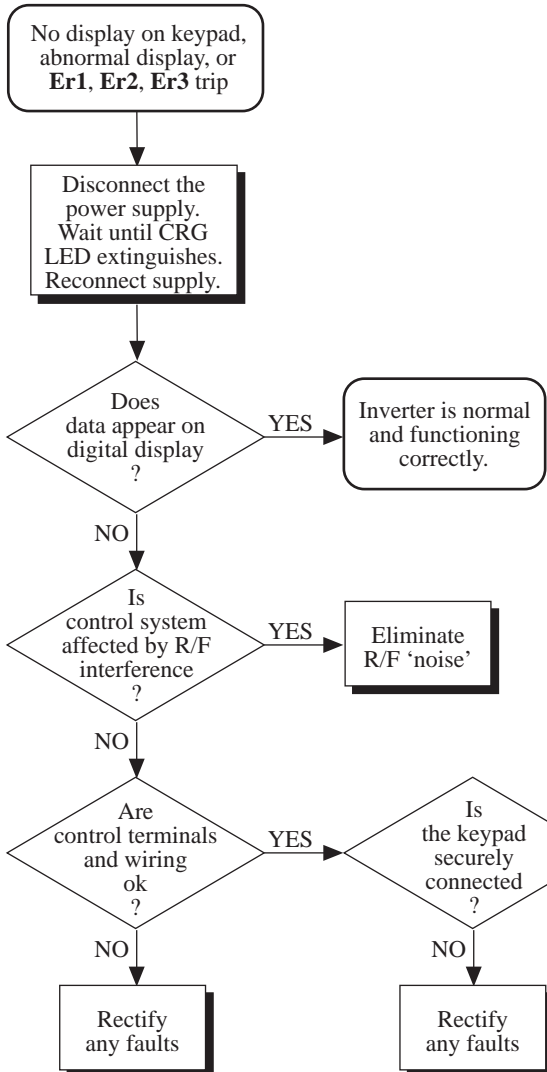 No display on keypad,
abnormal display, or
Er1, Er2, Er3 trip
Disconnect the
power supply.
Wait until CRG
LED extinguishes.
Reconnect supply.
Does
data appear on
digital display
?
YES
Inverter is normal
and functioning
correctly.
NO
Is
control system
affected by R/F
interference
?
YES
Eliminate
R/F ‘noise’
NO
Are
control terminals
and wiring
ok
?
YES
Is
the keypad
securely
connected
?
NO
Rectify
any faults
NO
Rectify
any faults